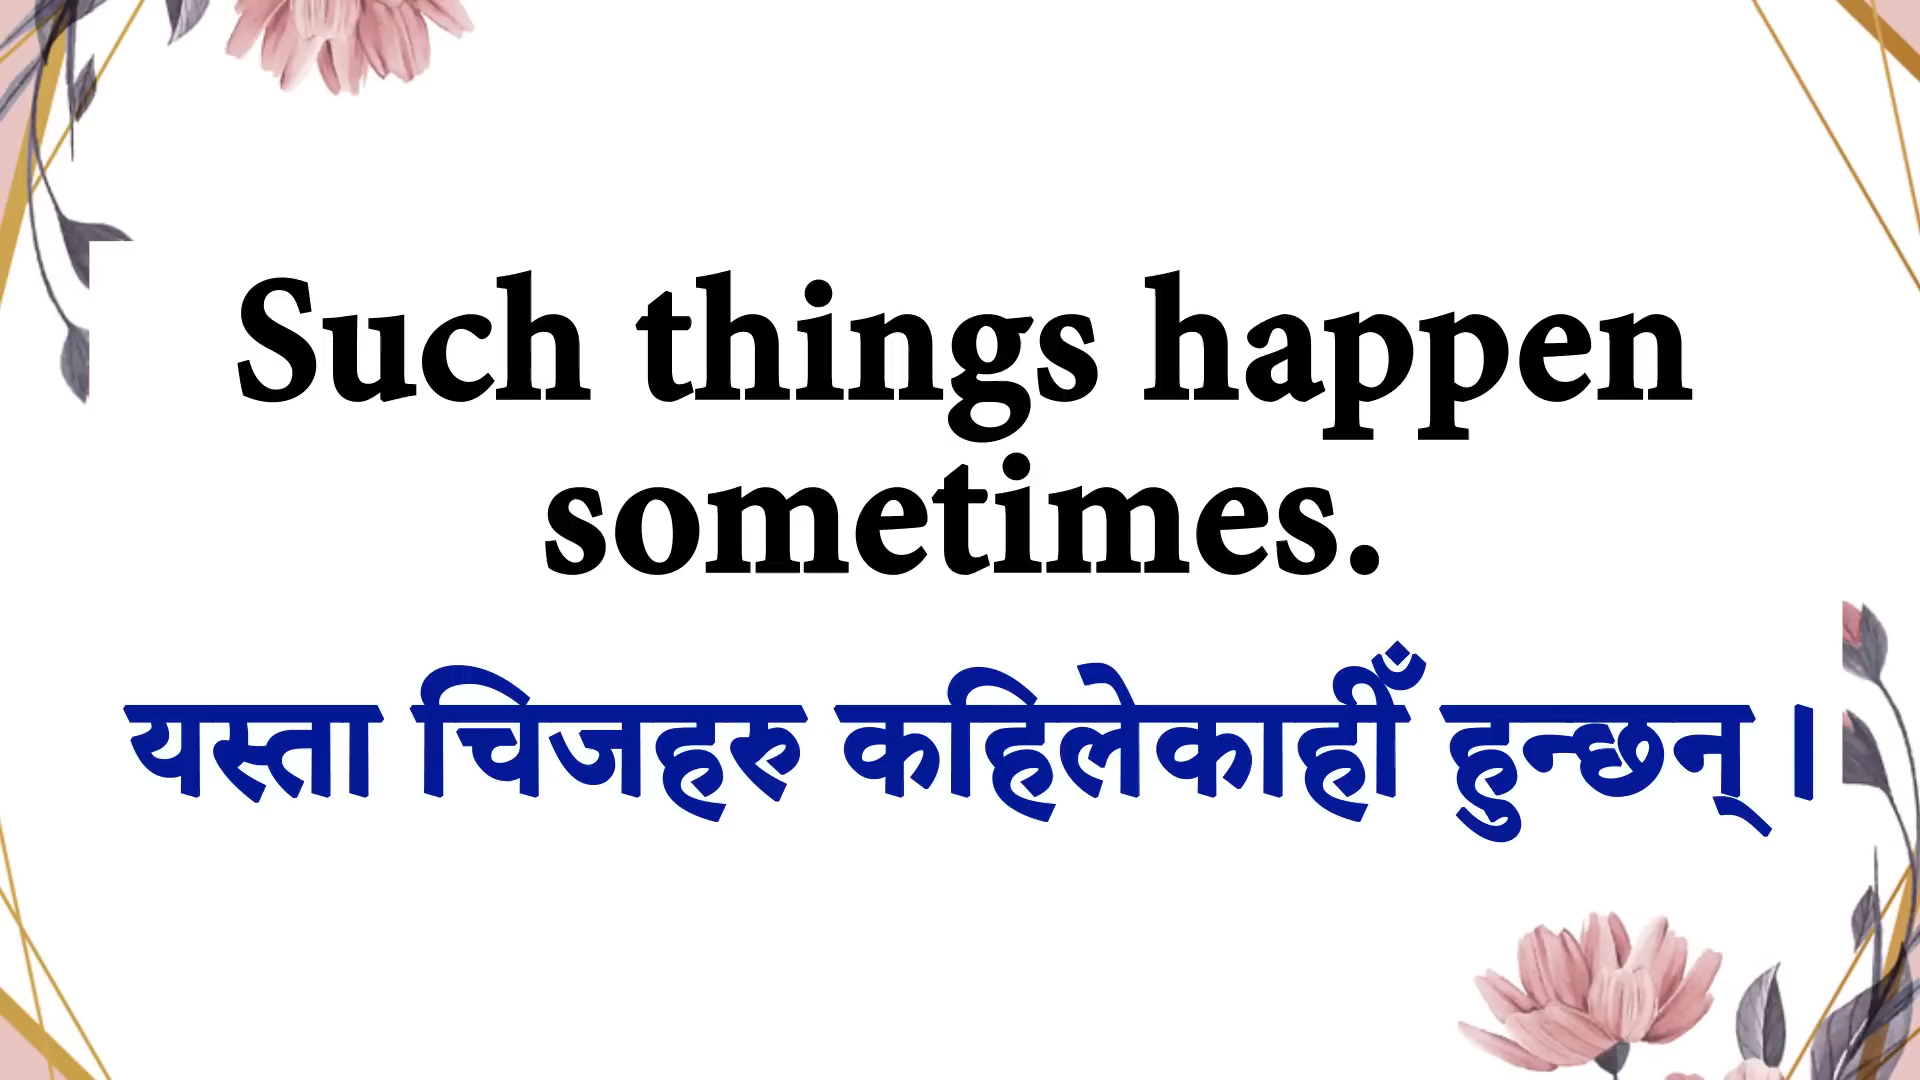 Such things happen
sometimes.
यस्ता चिजहरु कहिलेकाहीँ हुन्छन् ।